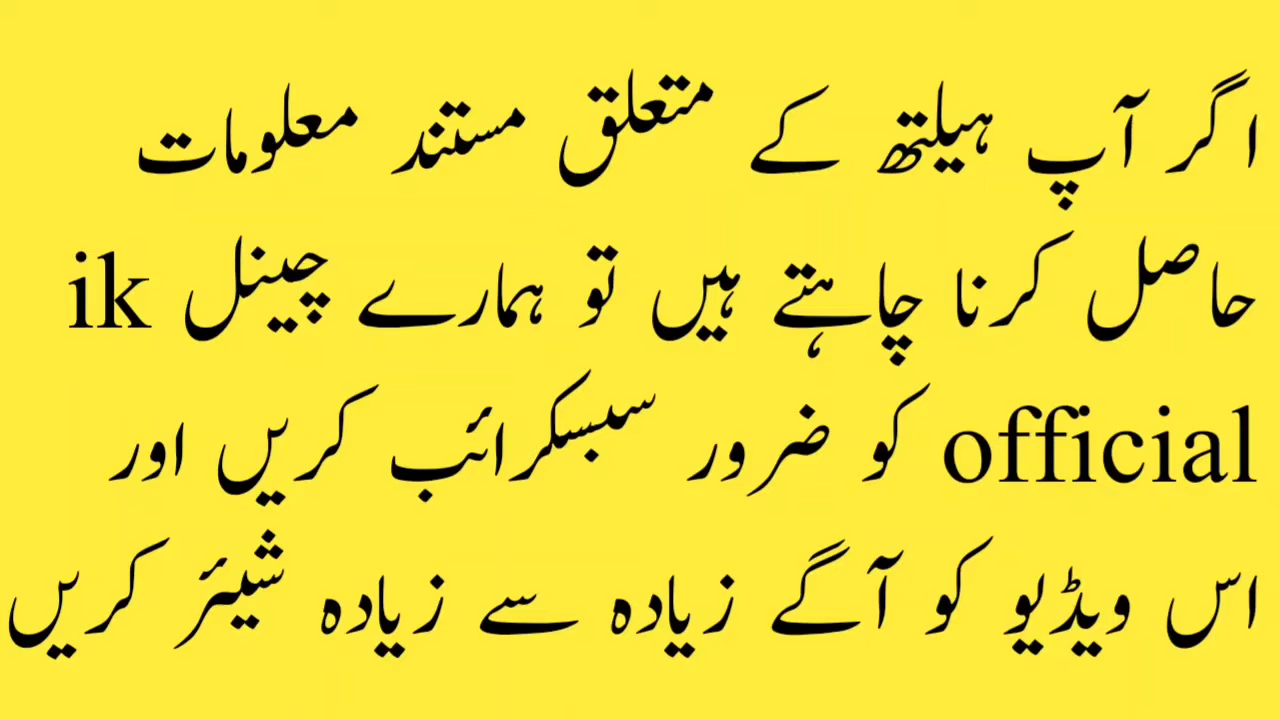 اگر آپ ہیلتھ کے متعلق مستند معلومات
حاصل کرنا چاہتے ہیں تو ہمارے چینل ik
official کو ضرور سبسکرائب کریں اور
اس ویڈیو کو آگے زیادہ سے زیادہ شیئر کریں